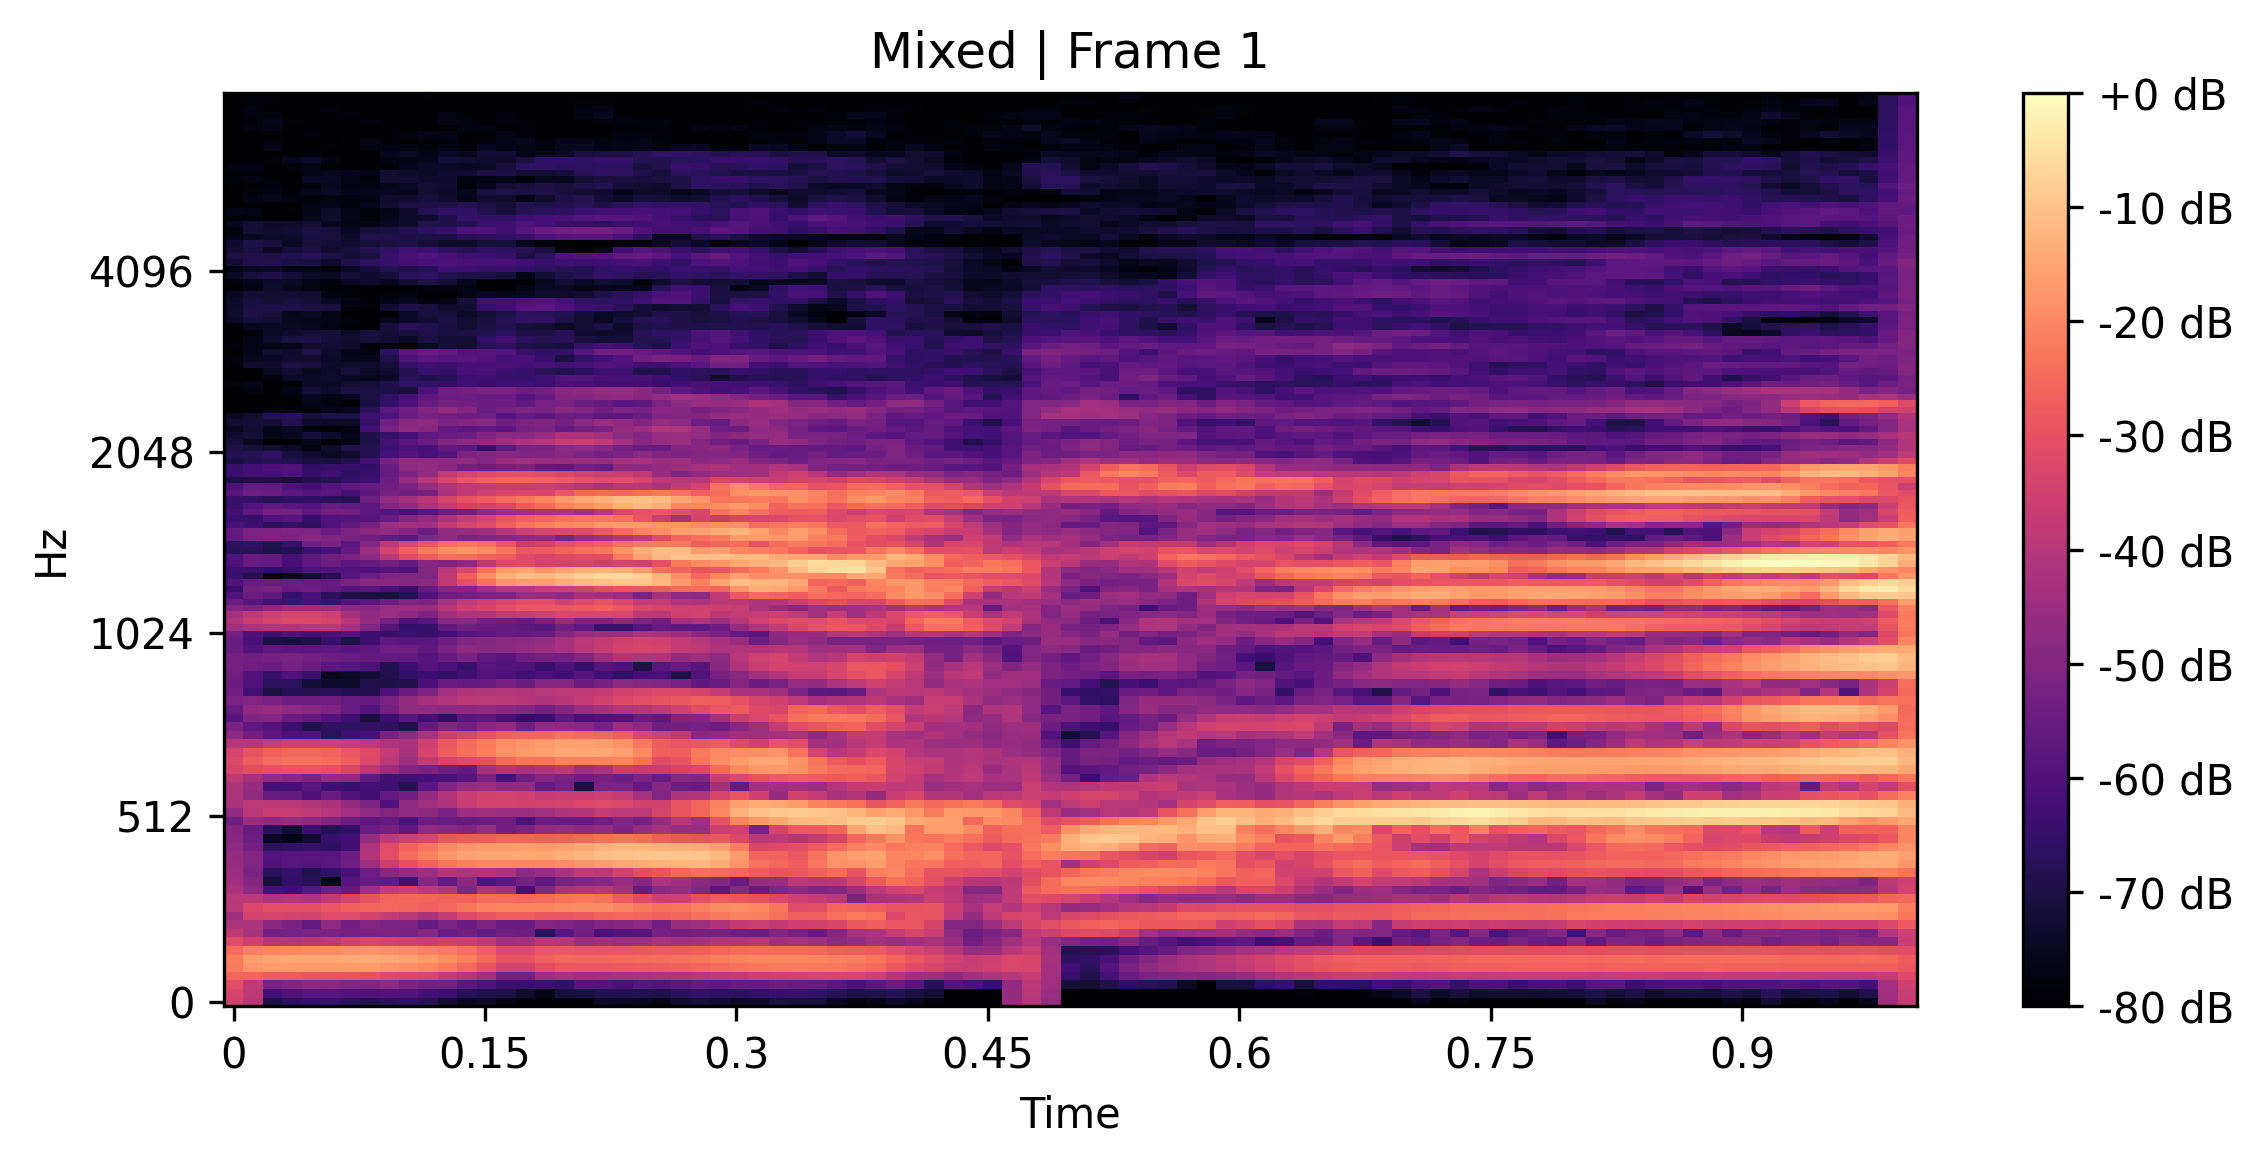 Mixed | Frame 1
Hz
4096
2048
1024
512
0
0 0.15 0.3 0.45 0.6 0.75 0.9
Time
+0 dB
-10 dB
-20 dB
-30 dB
-40 dB
-50 dB
-60 dB
-70 dB
-80 dB